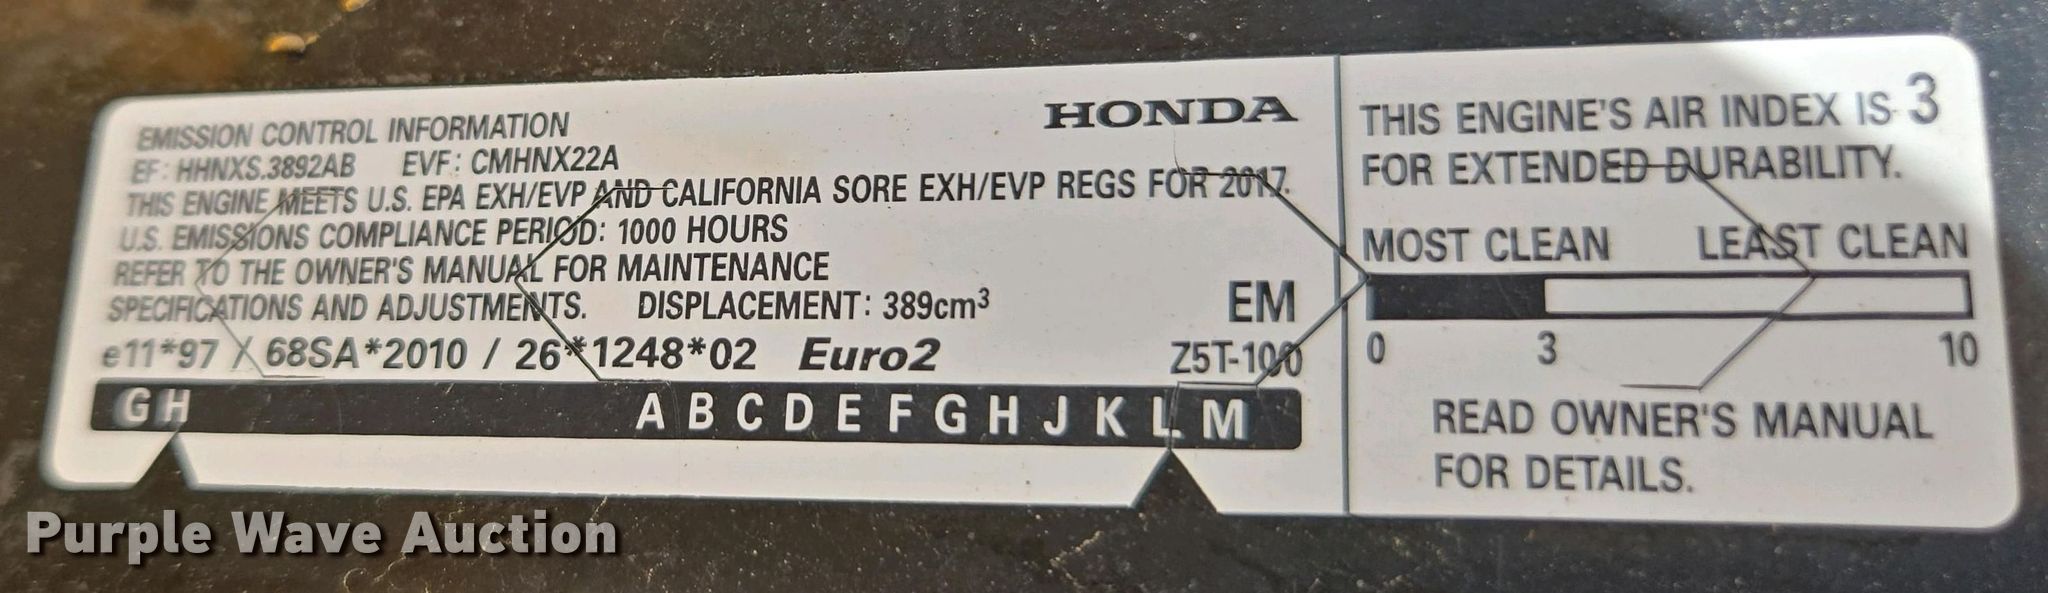 EMISSION CONTROL INFORMATION
HONDA
EF: HHNXS.3892AB EVF: CMHNX22A
THIS ENGINE MEETS U.S. EPA EXH/EVP AND CALIFORNIA SORE EXH/EVP REGS FOR 2017.
U.S. EMISSIONS COMPLIANCE PERIOD: 1000 HOURS
REFER TO THE OWNER'S MANUAL FOR MAINTENANCE
SPECIFICATIONS AND ADJUSTMENTS. DISPLACEMENT: 389cm³
EM
e11*97 / 68SA*2010 / 26*1248*02 Euro2
Z5T-100
G H A B C D E F G H J K L M
THIS ENGINE'S AIR INDEX IS 3
FOR EXTENDED DURABILITY.
MOST CLEAN LEAST CLEAN
0 3 10
READ OWNER'S MANUAL
FOR DETAILS.
Purple Wave Auction